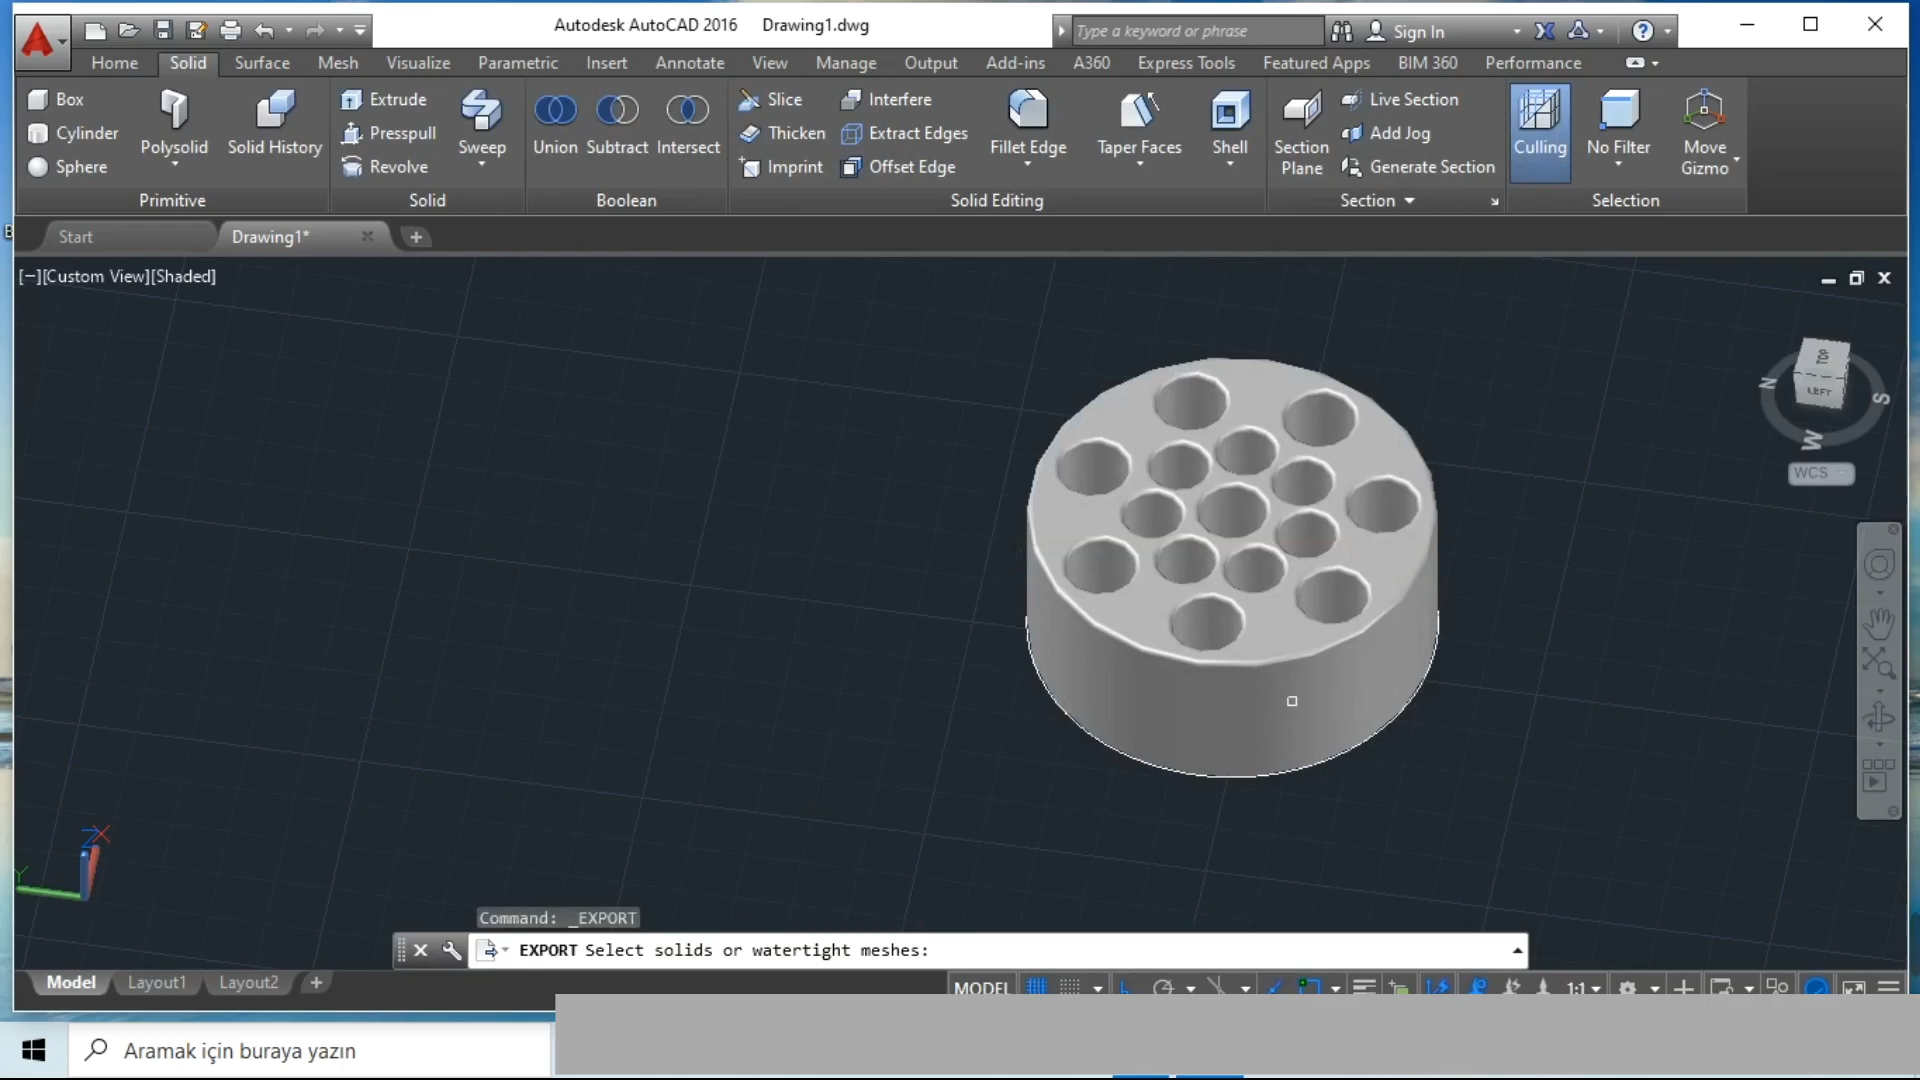 Autodesk AutoCAD 2016 Drawing1.dwg
Type a keyword or phrase
Sign In
Home Solid Surface Mesh Visualize Parametric Insert Annotate View Manage Output Add-ins A360 Express Tools Featured Apps BIM 360 Performance
Box
Cylinder
Sphere
Polysolid
Solid History
Primitive
Extrude
Presspull
Revolve
Sweep
Solid
Union Subtract Intersect
Boolean
Slice
Thicken
Imprint
Interfere
Extract Edges
Offset Edge
Fillet Edge
Taper Faces
Shell
Solid Editing
Section
Plane
Live Section
Add Jog
Generate Section
Section
Culling
No Filter
Move
Gizmo
Selection
Start
Drawing1*
[−][Custom View][Shaded]
TOP
LEFT
N
S
W
WCS
Z
X
Y
Command: _EXPORT
EXPORT Select solids or watertight meshes:
Model Layout1 Layout2
MODEL
1:1
Aramak için buraya yazın